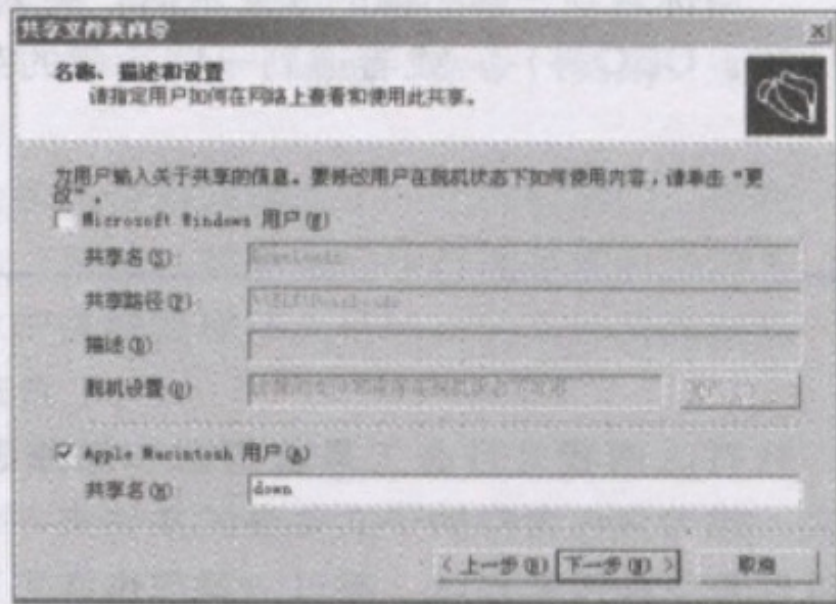 共享文件夹向导
名称、描述和设置
请指定用户如何在网络上查看和使用此共享。
为用户输入关于共享的信息。要修改用户在脱机状态下如何使用内容，请单击“更
改”。
Microsoft Windows 用户(W)
共享名(S):
共享路径(P):
描述(D)
脱机设置(O)
Apple Macintosh 用户(A)
共享名(M)
down
< 上一步(B)
下一步(N) >
取消